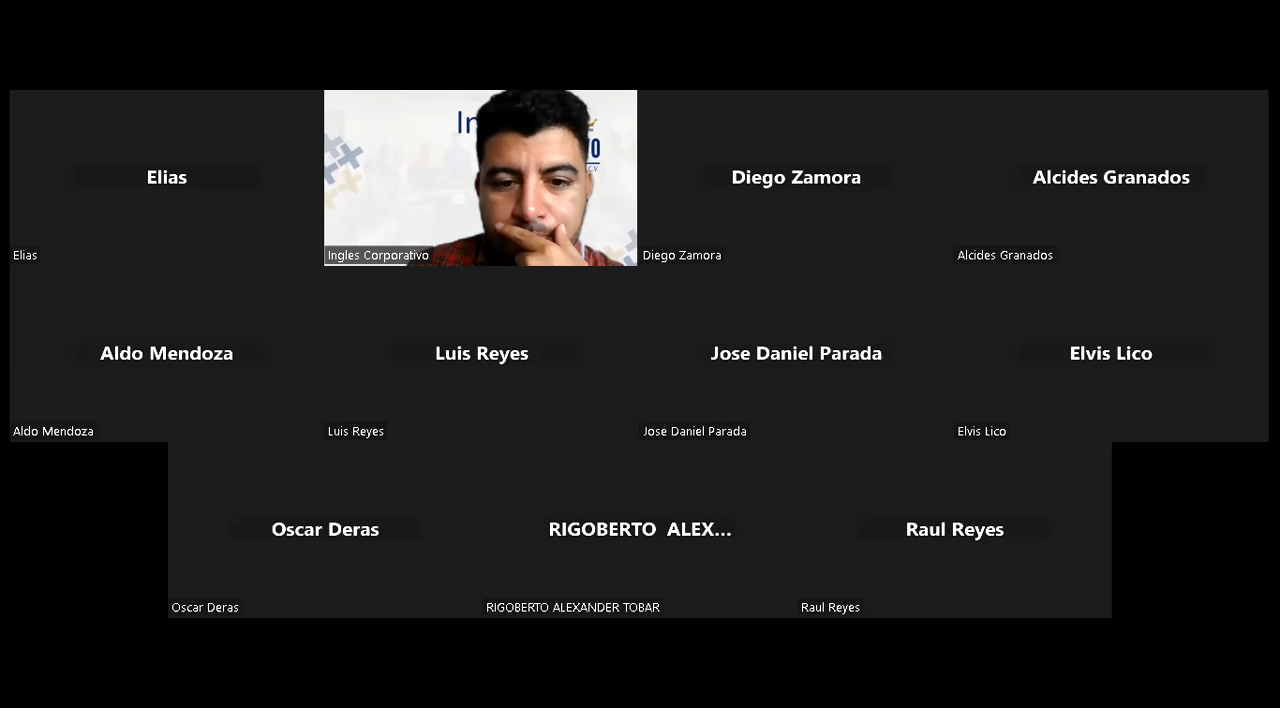 Elias
In
VO
C.V.
Diego Zamora
Alcides Granados
Elias
Ingles Corporativo
Diego Zamora
Alcides Granados
Aldo Mendoza
Luis Reyes
Jose Daniel Parada
Elvis Lico
Aldo Mendoza
Luis Reyes
Jose Daniel Parada
Elvis Lico
Oscar Deras
RIGOBERTO ALEX...
Raul Reyes
Oscar Deras
RIGOBERTO ALEXANDER TOBAR
Raul Reyes